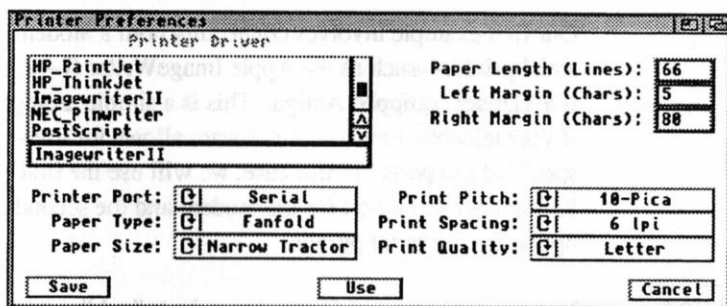 Printer Preferences
Printer Driver
HP_PaintJet
HP_ThinkJet
ImagewriterII
NEC_Pinwriter
PostScript
ImagewriterII
Paper Length (Lines): 66
Left Margin (Chars): 5
Right Margin (Chars): 80
Printer Port: Serial
Paper Type: Fanfold
Paper Size: Narrow Tractor
Print Pitch: 10-Pica
Print Spacing: 6 lpi
Print Quality: Letter
Save
Use
Cancel